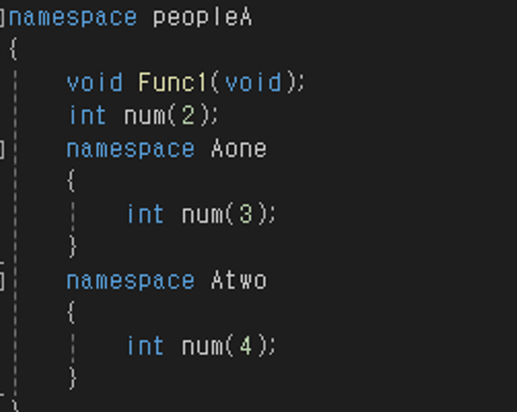 namespace peopleA
{
void Func1(void);
int num(2);
namespace Aone
{
int num(3);
}
namespace Atwo
{
int num(4);
}
}